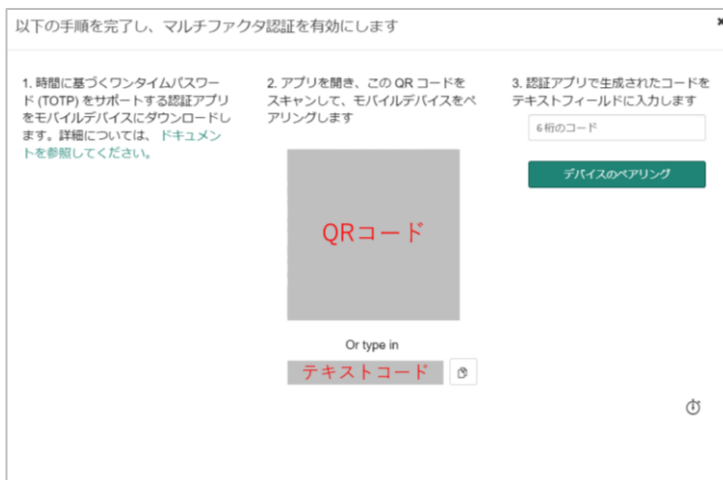 以下の手順を完了し、マルチファクタ認証を有効にします
1. 時間に基づくワンタイムパスワー
ド (TOTP) をサポートする認証アプリ
をモバイルデバイスにダウンロードし
ます。詳細については、ドキュメン
トを参照してください。
2. アプリを開き、この QR コードを
スキャンして、モバイルデバイスをペ
アリングします
QRコード
Or type in
テキストコード
3. 認証アプリで生成されたコードを
テキストフィールドに入力します
6桁のコード
デバイスのペアリング